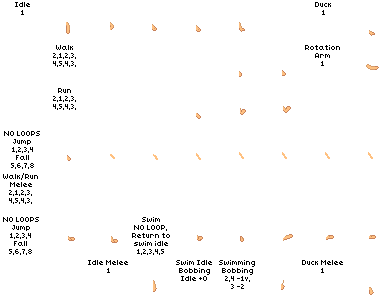 Idle
1
Duck
1
Walk
2,1,2,3,
4,5,4,3,
Rotation
Arm
1
Run
2,1,2,3,
4,5,4,3,
NO LOOPS
Jump
1,2,3,4
Fall
5,6,7,8
Walk/Run
Melee
2,1,2,3,
4,5,4,3,
NO LOOPS
Jump
1,2,3,4
Fall
5,6,7,8
Swim
NO LOOP,
Return to
swim idle
1,2,3,4,5
Idle Melee
1
Swim Idle
Bobbing
Idle +0
Swimming
Bobbing
2,4 -1v,
3 -2
Duck Melee
1